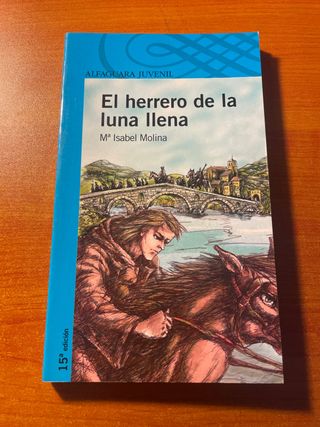 ALFAGUARA JUVENIL
El herrero de la
luna llena
Mª Isabel Molina
15ª edición